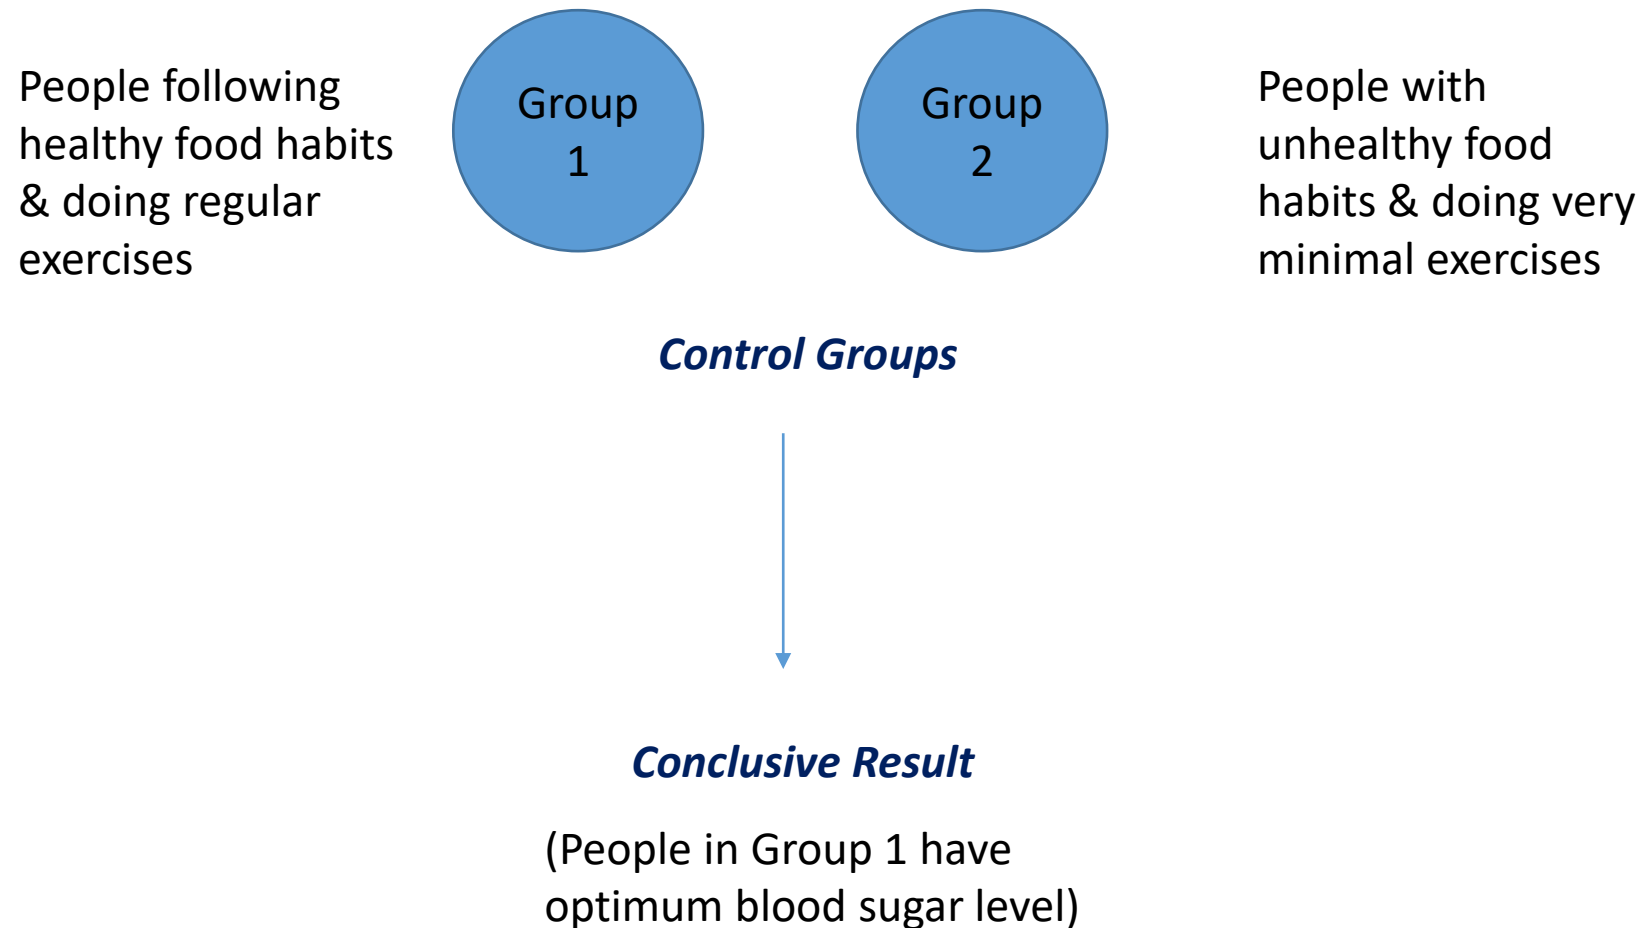 People following
healthy food habits
& doing regular
exercises
Group
1
Group
2
People with
unhealthy food
habits & doing very
minimal exercises
Control Groups
Conclusive Result
(People in Group 1 have
optimum blood sugar level)